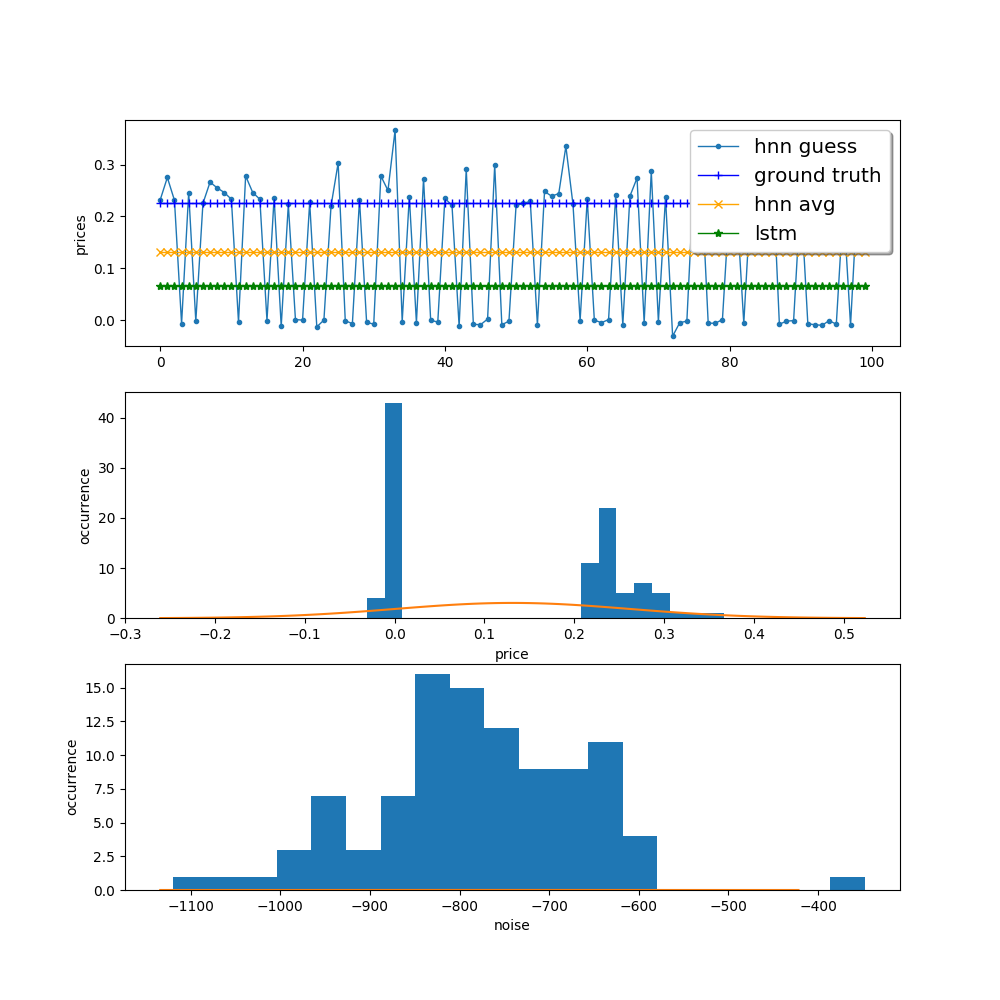 hnn guess
ground truth
hnn avg
lstm
prices
0.3
0.2
0.1
0.0
0 20 40 60 80 100
occurrence
40
30
20
10
0
−0.3 −0.2 −0.1 0.0 0.1 0.2 0.3 0.4 0.5
price
occurrence
15.0
12.5
10.0
7.5
5.0
2.5
0.0
−1100 −1000 −900 −800 −700 −600 −500 −400
noise